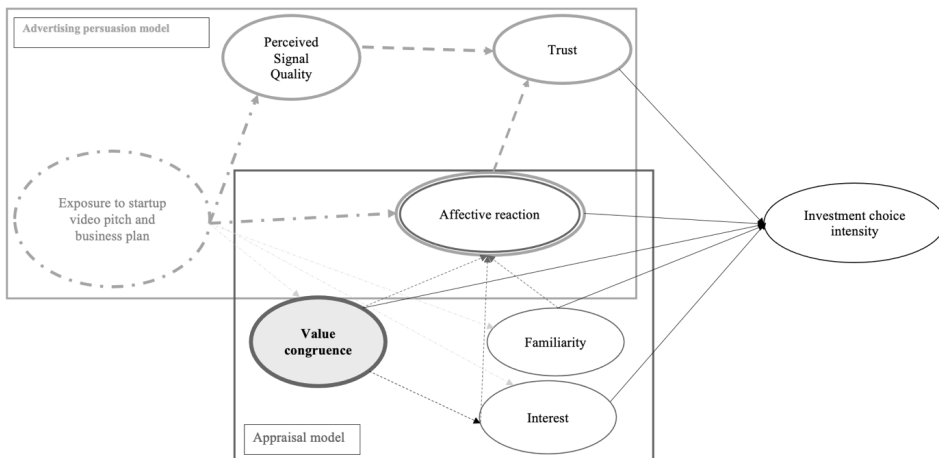 Advertising persuasion model
Perceived
Signal
Quality
Trust
Exposure to startup
video pitch and
business plan
Affective reaction
Investment choice
intensity
Value
congruence
Familiarity
Interest
Appraisal model